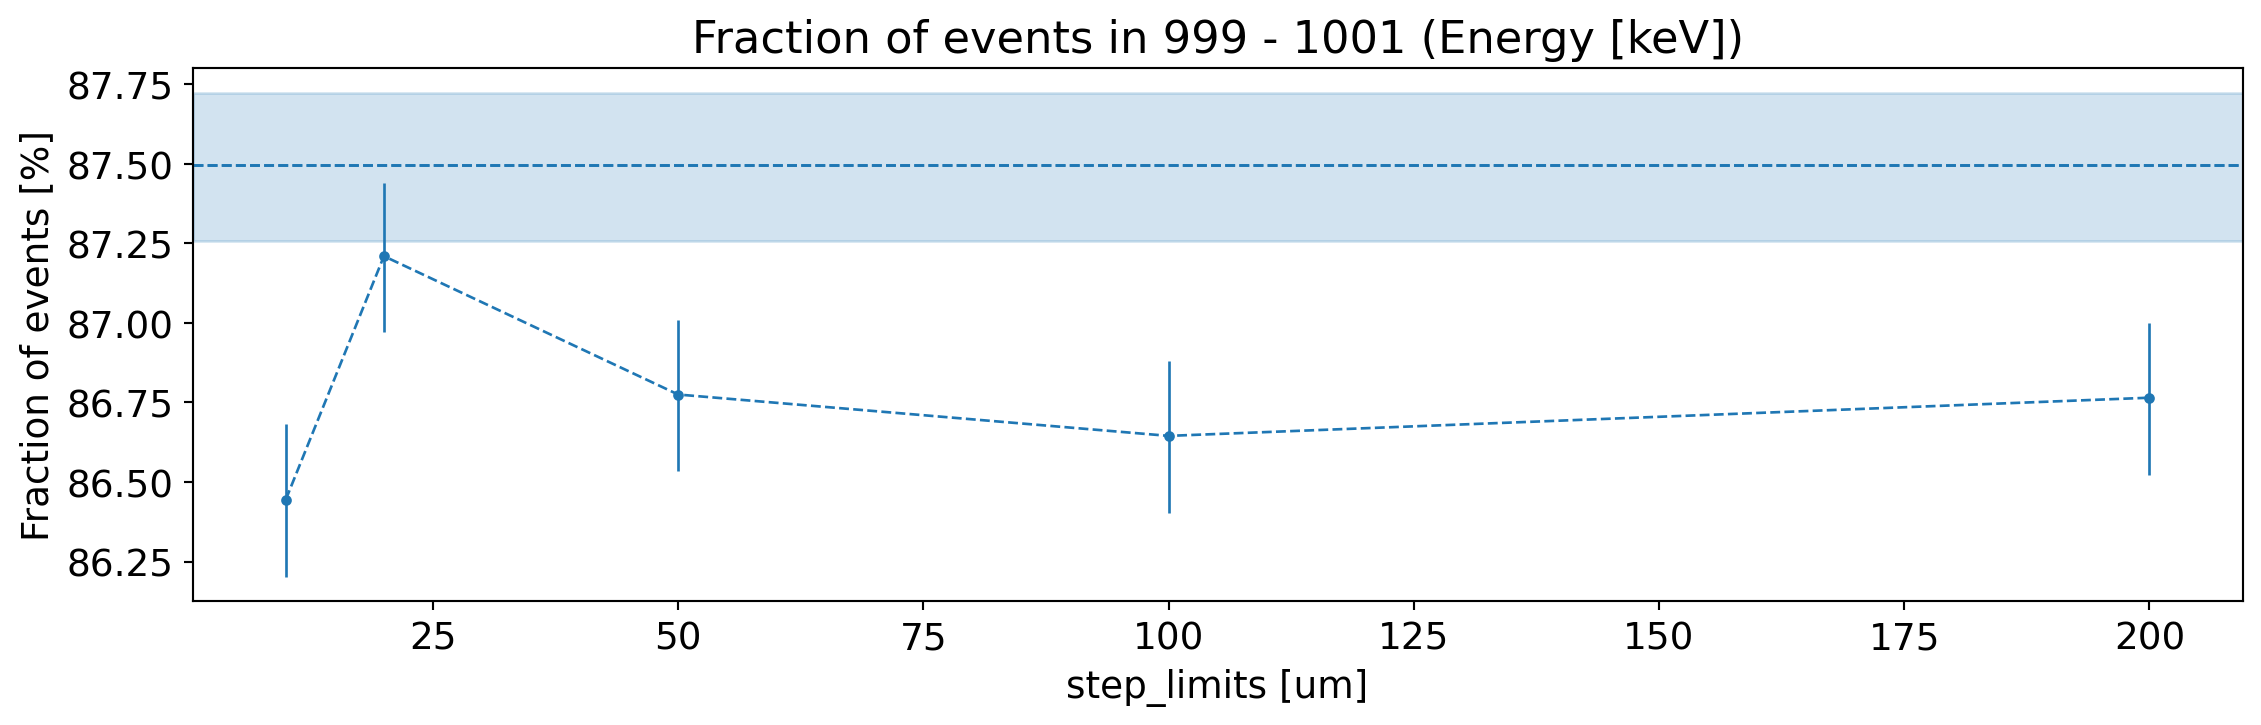 Fraction of events in 999 - 1001 (Energy [keV])
Fraction of events [%]
87.75
87.50
87.25
87.00
86.75
86.50
86.25
25 50 75 100 125 150 175 200
step_limits [um]